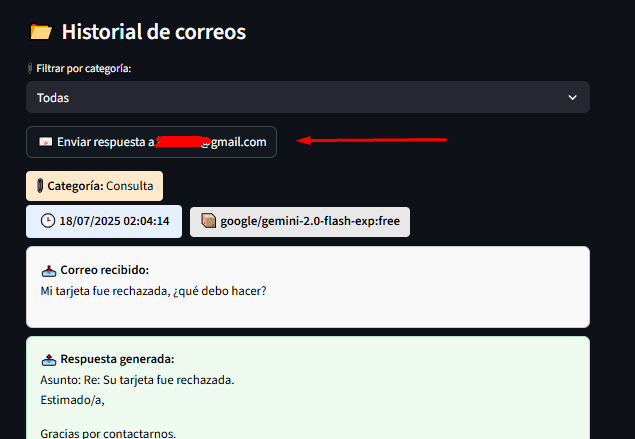 Historial de correos
Filtrar por categoría:
Todas
Enviar respuesta a @gmail.com
Categoría: Consulta
18/07/2025 02:04:14 google/gemini-2.0-flash-exp:free
Correo recibido:
Mi tarjeta fue rechazada, ¿qué debo hacer?
Respuesta generada:
Asunto: Re: Su tarjeta fue rechazada.
Estimado/a,
Gracias por contactarnos.